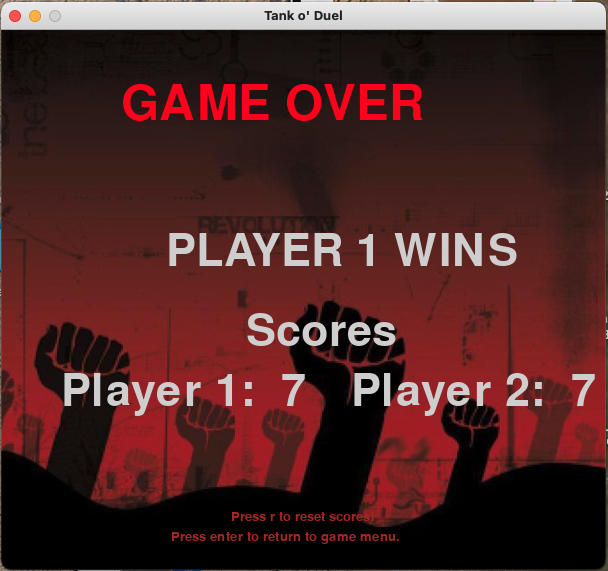 Tank o' Duel
GAME OVER
REVOLUTION
PLAYER 1 WINS
Scores
Player 1: 7 Player 2: 7
Press r to reset scores!
Press enter to return to game menu.